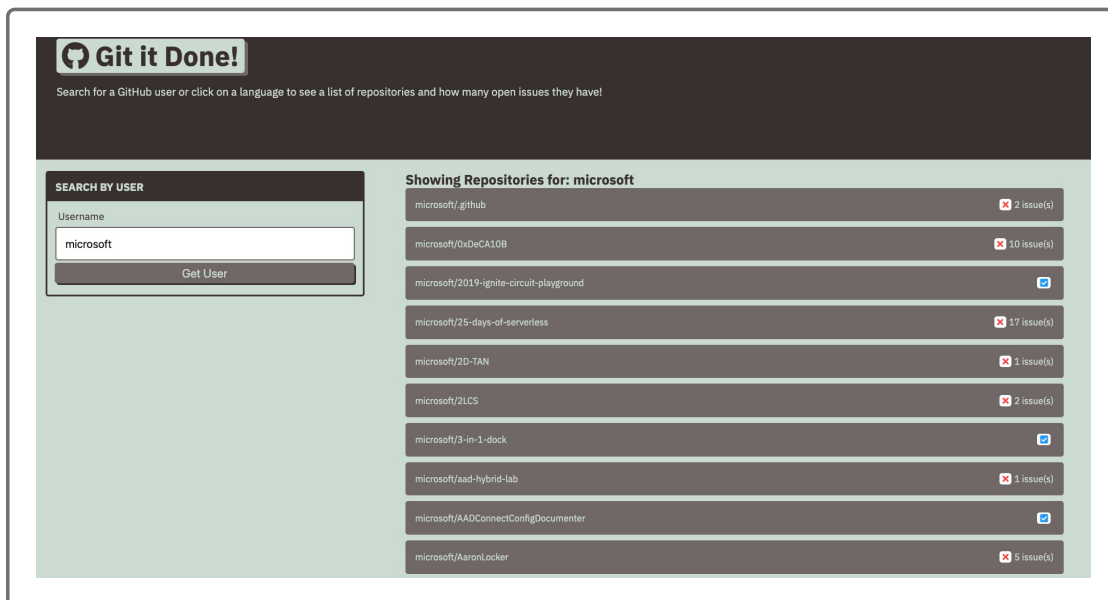 Git it Done!
Search for a GitHub user or click on a language to see a list of repositories and how many open issues they have!
SEARCH BY USER
Username
microsoft
Get User
Showing Repositories for: microsoft
microsoft/.github 2 issue(s)
microsoft/0xDeCA10B 10 issue(s)
microsoft/2019-ignite-circuit-playground
microsoft/25-days-of-serverless 17 issue(s)
microsoft/2D-TAN 1 issue(s)
microsoft/2LCS 2 issue(s)
microsoft/3-in-1-dock
microsoft/aad-hybrid-lab 1 issue(s)
microsoft/AADConnectConfigDocumenter
microsoft/AaronLocker 5 issue(s)